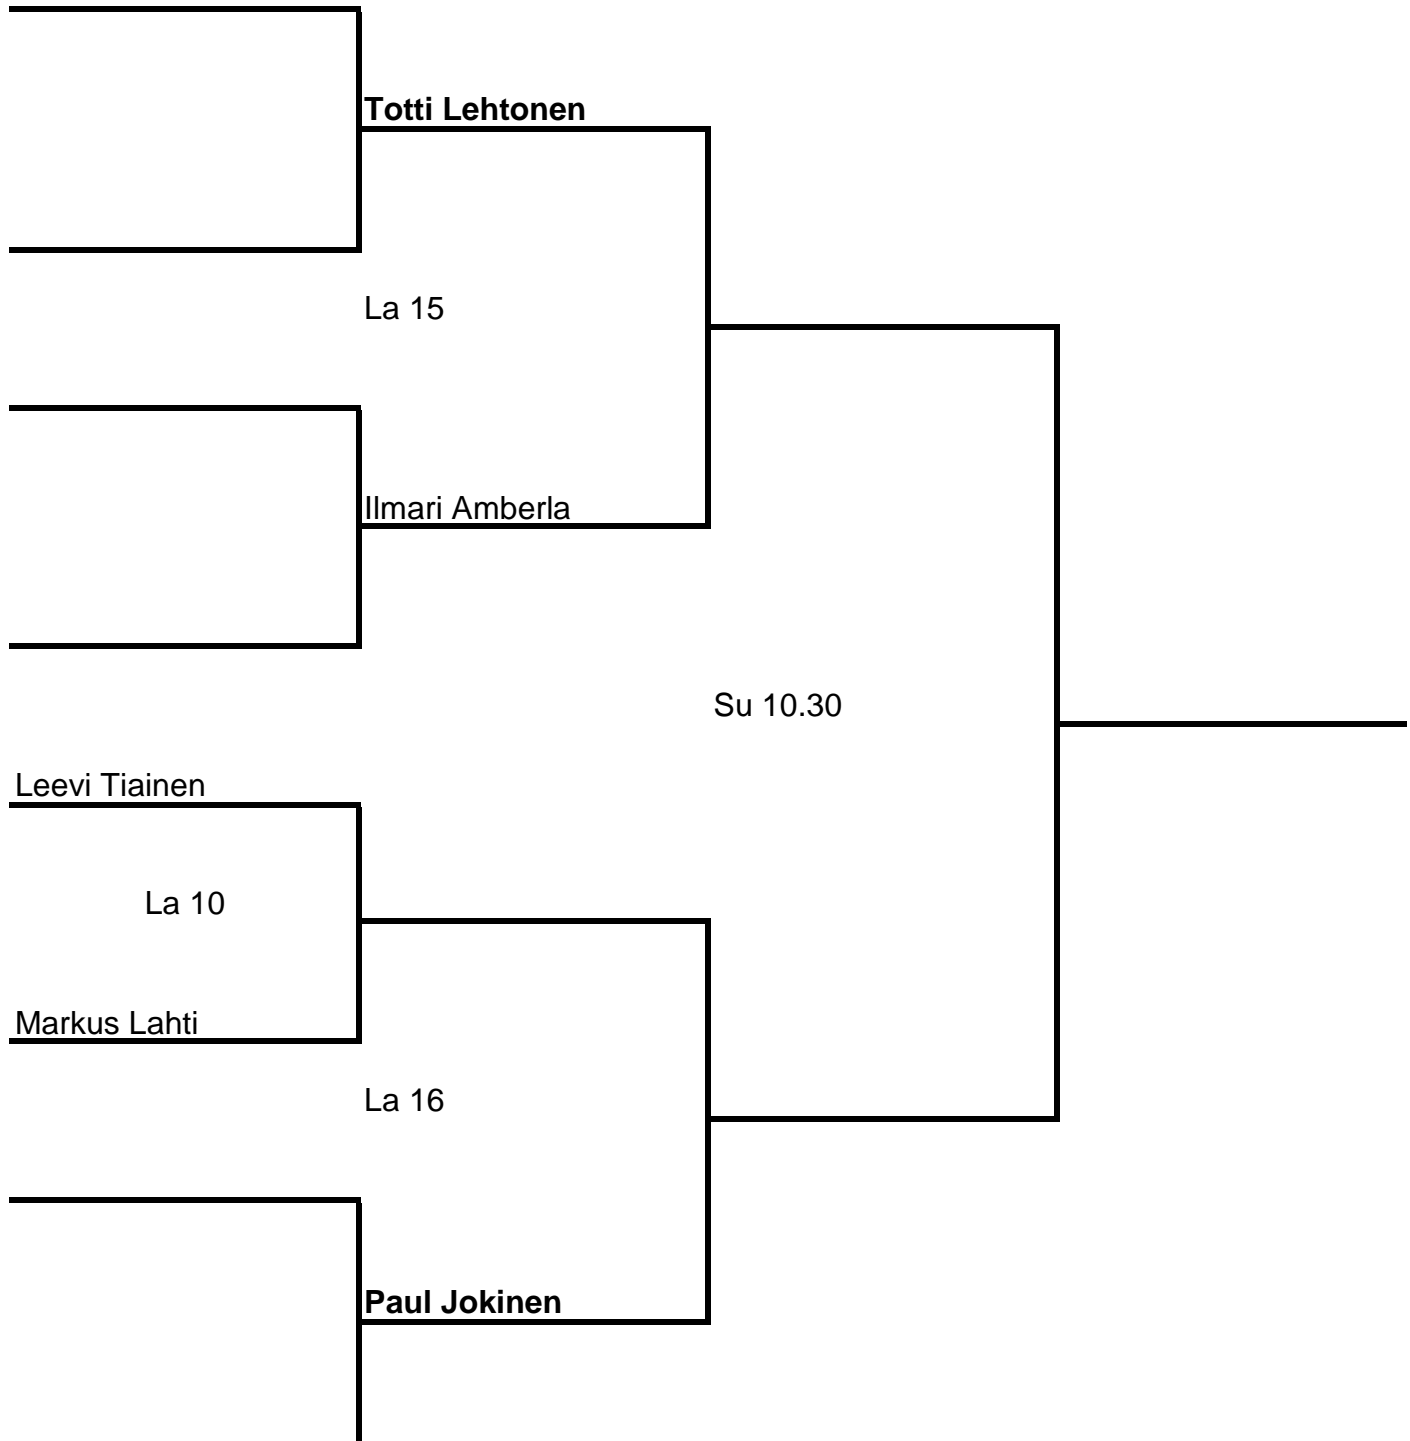 Totti Lehtonen
La 15
Ilmari Amberla
Su 10.30
Leevi Tiainen
La 10
Markus Lahti
La 16
Paul Jokinen